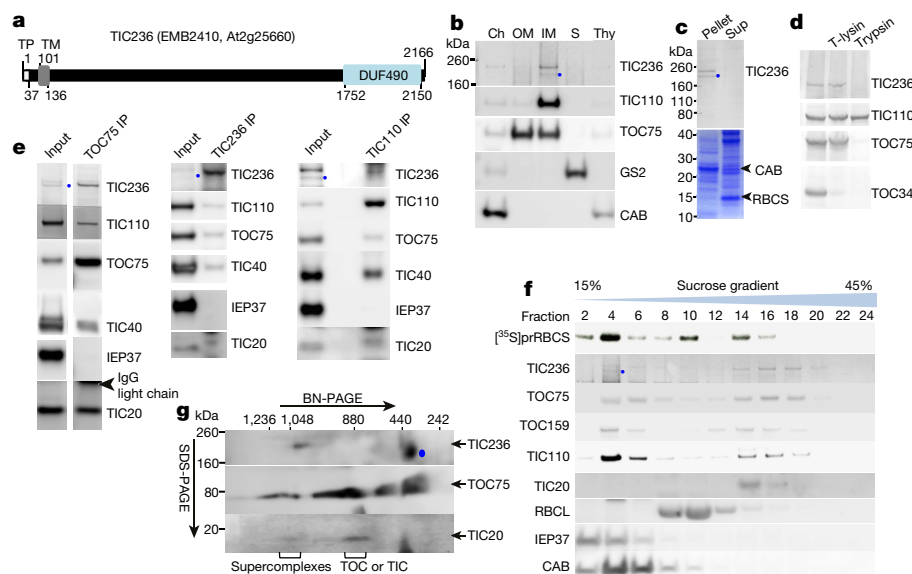 a
TIC236 (EMB2410, At2g25660)
TP TM 2166
1 101
DUF490
37 136 1752 2150
b
Ch OM IM S Thy
kDa
260
160
TIC236
TIC110
TOC75
GS2
CAB
c
Pellet Sup
kDa
260
160
110
80
40
30
20
15
10
TIC236
CAB
RBCS
d
T-lysin Trypsin
TIC236
TIC110
TOC75
TOC34
e
Input TOC75 IP
TIC236
TIC110
TOC75
TIC40
IEP37
IgG
light chain
TIC20
Input TIC236 IP
TIC236
TIC110
TOC75
TIC40
IEP37
TIC20
Input TIC110 IP
TIC236
TIC110
TOC75
TIC40
IEP37
TIC20
f
15% Sucrose gradient 45%
Fraction 2 4 6 8 10 12 14 16 18 20 22 24
[³⁵S]prRBCS
TIC236
TOC75
TOC159
TIC110
TIC20
RBCL
IEP37
CAB
g
BN-PAGE
kDa 1,236 1,048 880 440 242
SDS-PAGE
260
160
80
20
TIC236
TOC75
TIC20
Supercomplexes TOC or TIC